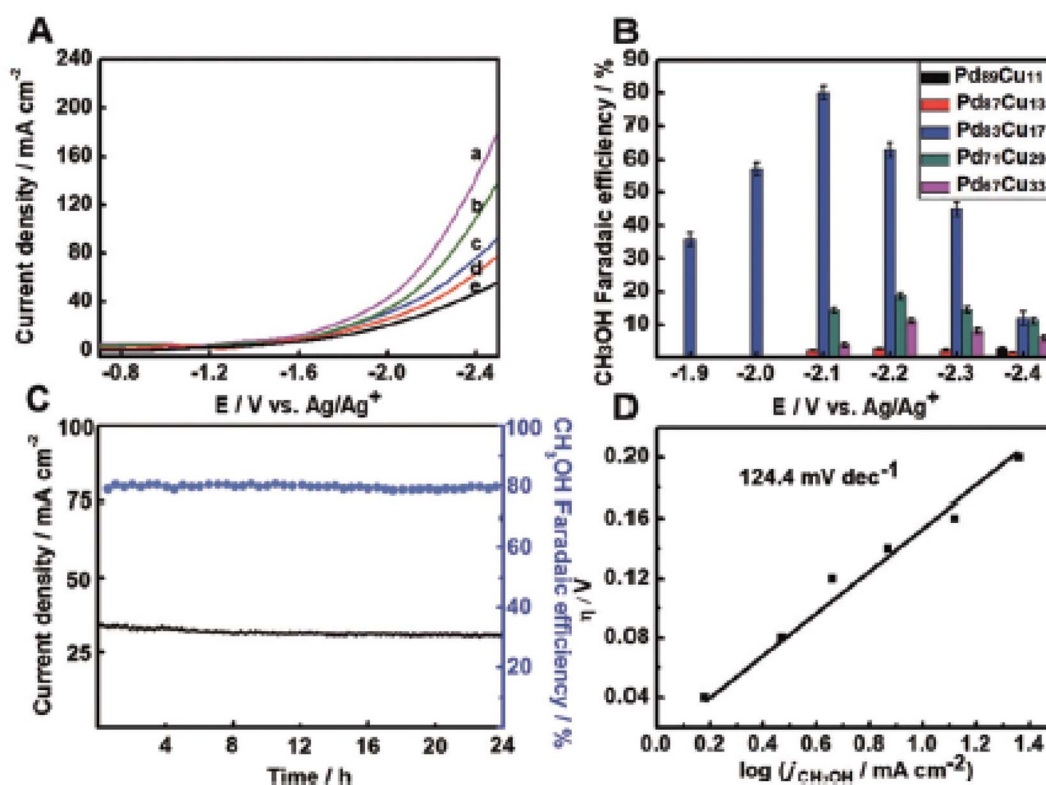 A
240
200
160
120
80
40
0
Current density / mA cm⁻²
a
b
c
d
e
-0.8 -1.2 -1.6 -2.0 -2.4
E / V vs. Ag/Ag⁺
B
90
80
70
60
50
40
30
20
10
CH₃OH Faradaic efficiency / %
Pd₈₉Cu₁₁
Pd₈₇Cu₁₃
Pd₈₃Cu₁₇
Pd₇₁Cu₂₉
Pd₆₇Cu₃₃
-1.9 -2.0 -2.1 -2.2 -2.3 -2.4
E / V vs. Ag/Ag⁺
C
100
75
50
25
Current density / mA cm⁻²
100
80
60
40
20
CH₃OH Faradaic efficiency / %
0 4 8 12 16 20 24
Time / h
D
124.4 mV dec⁻¹
0.20
0.16
0.12
0.08
0.04
η / V
0.0 0.2 0.4 0.6 0.8 1.0 1.2 1.4
log (j CH₃OH / mA cm⁻²)